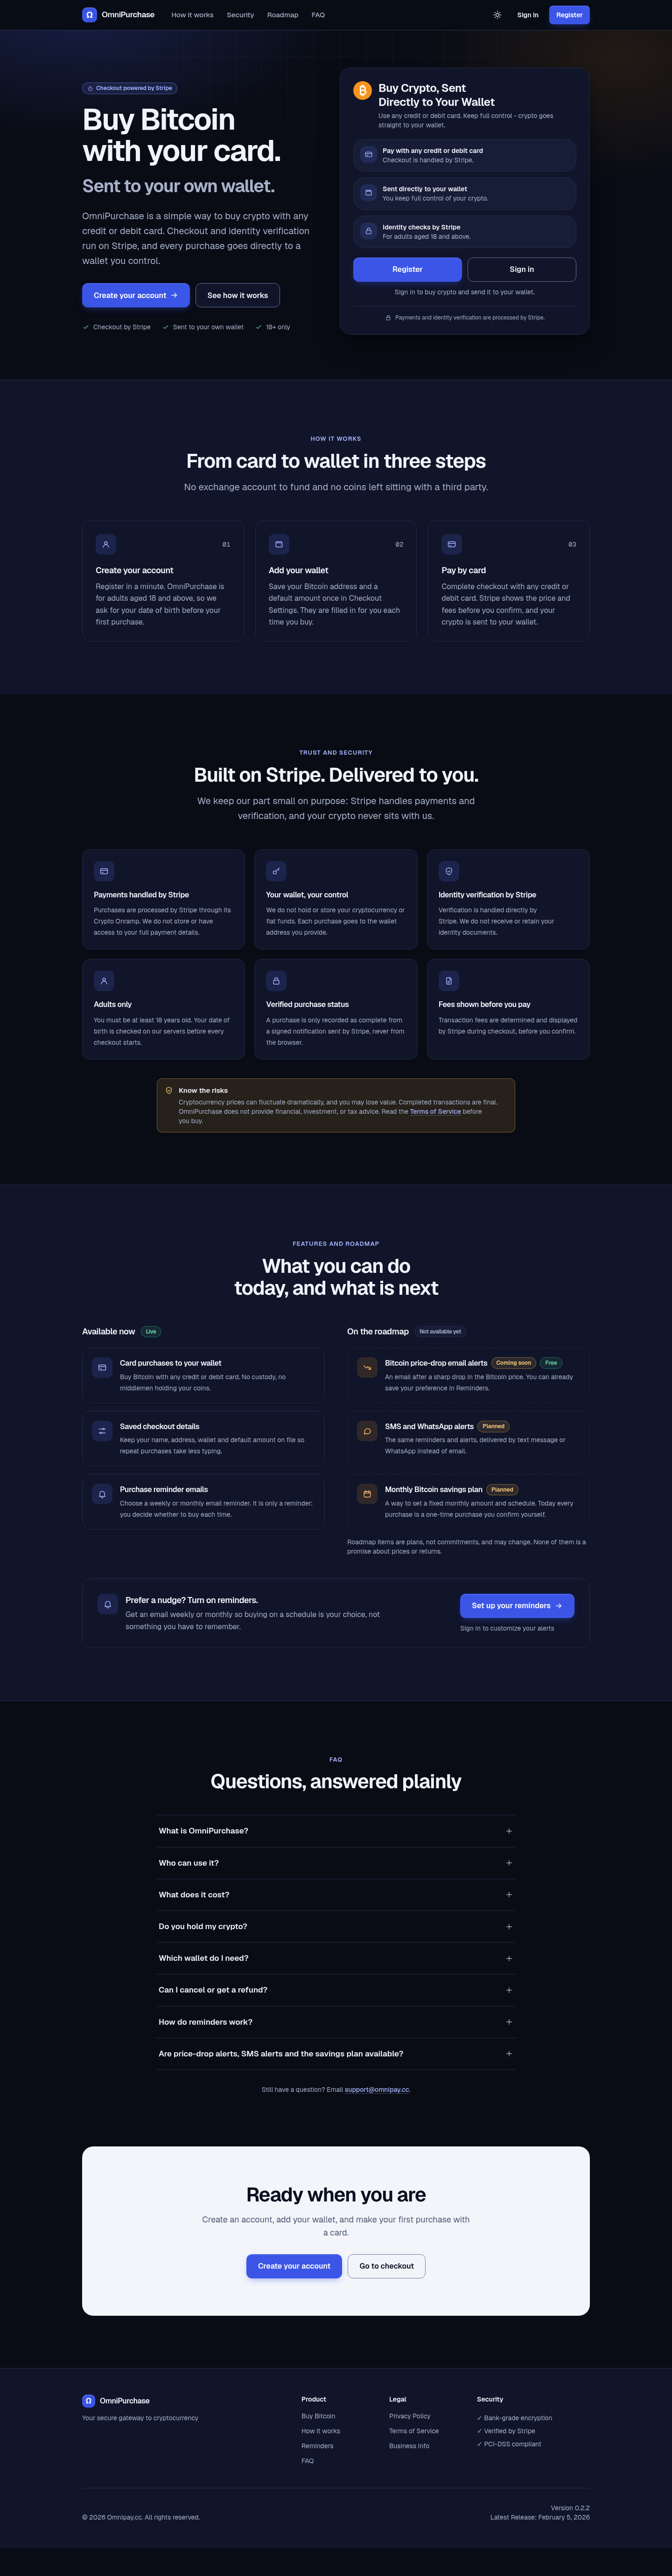 Ω OmniPurchase How it works Security Roadmap FAQ Sign in Register
Checkout powered by Stripe
Buy Bitcoin
with your card.
Sent to your own wallet.
OmniPurchase is a simple way to buy crypto with any
credit or debit card. Checkout and identity verification
run on Stripe, and every purchase goes directly to a
wallet you control.
Create your account → See how it works
✓ Checkout by Stripe ✓ Sent to your own wallet ✓ 18+ only
₿ Buy Crypto, Sent
Directly to Your Wallet
Use any credit or debit card. Keep full control - crypto goes
straight to your wallet.
Pay with any credit or debit card
Checkout is handled by Stripe.
Sent directly to your wallet
You keep full control of your crypto.
Identity checks by Stripe
For adults aged 18 and above.
Register Sign in
Sign in to buy crypto and send it to your wallet.
Payments and identity verification are processed by Stripe.
HOW IT WORKS
From card to wallet in three steps
No exchange account to fund and no coins left sitting with a third party.
01
Create your account
Register in a minute. OmniPurchase is
for adults aged 18 and above, so we
ask for your date of birth before your
first purchase.
02
Add your wallet
Save your Bitcoin address and a
default amount once in Checkout
Settings. They are filled in for you each
time you buy.
03
Pay by card
Complete checkout with any credit or
debit card. Stripe shows the price and
fees before you confirm, and your
crypto is sent to your wallet.
TRUST AND SECURITY
Built on Stripe. Delivered to you.
We keep our part small on purpose: Stripe handles payments and
verification, and your crypto never sits with us.
Payments handled by Stripe
Purchases are processed by Stripe through its
Crypto Onramp. We do not store or have
access to your full payment details.
Your wallet, your control
We do not hold or store your cryptocurrency or
fiat funds. Each purchase goes to the wallet
address you provide.
Identity verification by Stripe
Verification is handled directly by
Stripe. We do not receive or retain your
identity documents.
Adults only
You must be at least 18 years old. Your date of
birth is checked on our servers before every
checkout starts.
Verified purchase status
A purchase is only recorded as complete from
a signed notification sent by Stripe, never from
the browser.
Fees shown before you pay
Transaction fees are determined and displayed
by Stripe during checkout, before you confirm.
Know the risks
Cryptocurrency prices can fluctuate dramatically, and you may lose value. Completed transactions are final.
OmniPurchase does not provide financial, investment, or tax advice. Read the Terms of Service before
you buy.
FEATURES AND ROADMAP
What you can do
today, and what is next
Available now Live
Card purchases to your wallet
Buy Bitcoin with any credit or debit card. No custody, no
middlemen holding your coins.
Saved checkout details
Keep your name, address, wallet and default amount on file so
repeat purchases take less typing.
Purchase reminder emails
Choose a weekly or monthly email reminder. It is only a reminder:
you decide whether to buy each time.
On the roadmap Not available yet
Bitcoin price-drop email alerts Coming soon Free
An email after a sharp drop in the Bitcoin price. You can already
save your preference in Reminders.
SMS and WhatsApp alerts Planned
The same reminders and alerts, delivered by text message or
WhatsApp instead of email.
Monthly Bitcoin savings plan Planned
A way to set a fixed monthly amount and schedule. Today every
purchase is a one-time purchase you confirm yourself.
Roadmap items are plans, not commitments, and may change. None of them is a
promise about prices or returns.
Prefer a nudge? Turn on reminders.
Get an email weekly or monthly so buying on a schedule is your choice, not
something you have to remember.
Set up your reminders →
Sign in to customize your alerts
FAQ
Questions, answered plainly
What is OmniPurchase? +
Who can use it? +
What does it cost? +
Do you hold my crypto? +
Which wallet do I need? +
Can I cancel or get a refund? +
How do reminders work? +
Are price-drop alerts, SMS alerts and the savings plan available? +
Still have a question? Email support@omnipay.cc.
Ready when you are
Create an account, add your wallet, and make your first purchase with
a card.
Create your account Go to checkout
Ω OmniPurchase
Your secure gateway to cryptocurrency
Product
Buy Bitcoin
How it works
Reminders
FAQ
Legal
Privacy Policy
Terms of Service
Business Info
Security
✓ Bank-grade encryption
✓ Verified by Stripe
✓ PCI-DSS compliant
© 2026 Omnipay.cc. All rights reserved.
Version 0.2.2
Latest Release: February 5, 2026